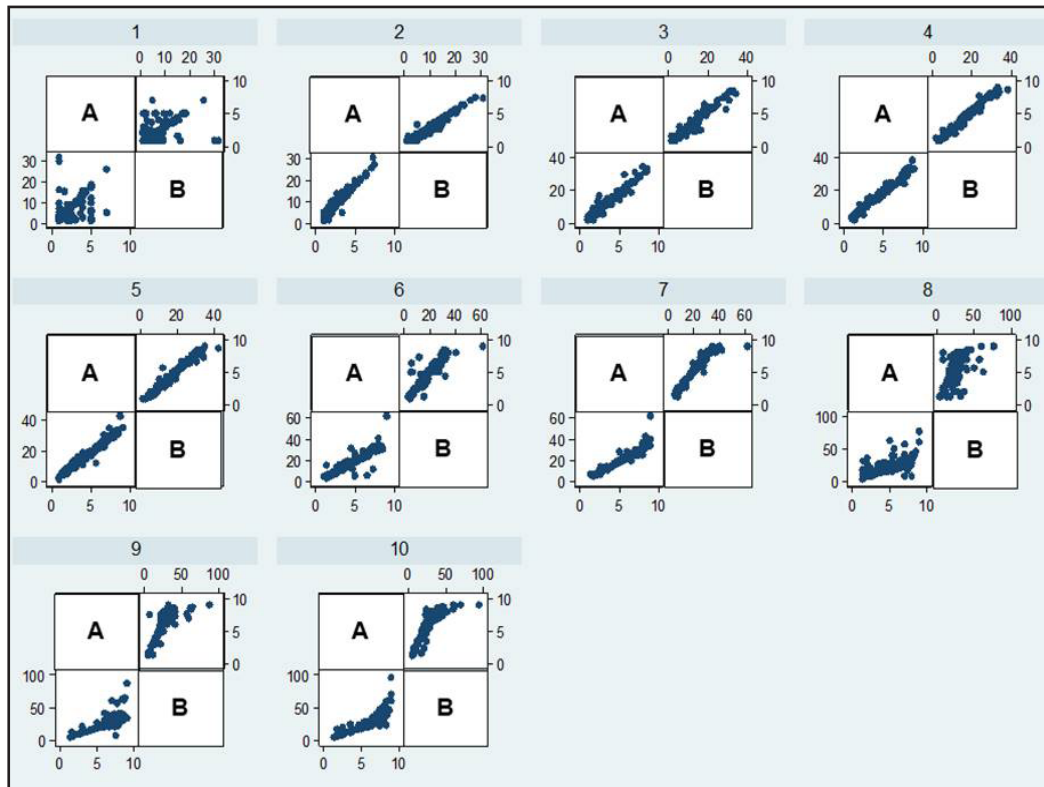 1 2 3 4
0 10 20 30 0 10 20 30 0 20 40 0 20 40
A 10 A 10 A 10 A 10
5 5 5 5
0 0 0 0
30 B 30 B 40 B 40 B
20 20 20 20
10 10 0 0
0 0
0 5 10 0 5 10 0 5 10 0 5 10
5 6 7 8
0 20 40 0 20 40 60 0 20 40 60 0 50 100
A 10 A 10 A 10 A 10
5 5 5 5
0 0 0 0
40 B 60 B 60 B 100 B
20 40 40 50
0 20 20 0
0 0
0 5 10 0 5 10 0 5 10 0 5 10
9 10
0 50 100 0 50 100
A 10 A 10
5 5
0 0
100 B 100 B
50 50
0 0
0 5 10 0 5 10